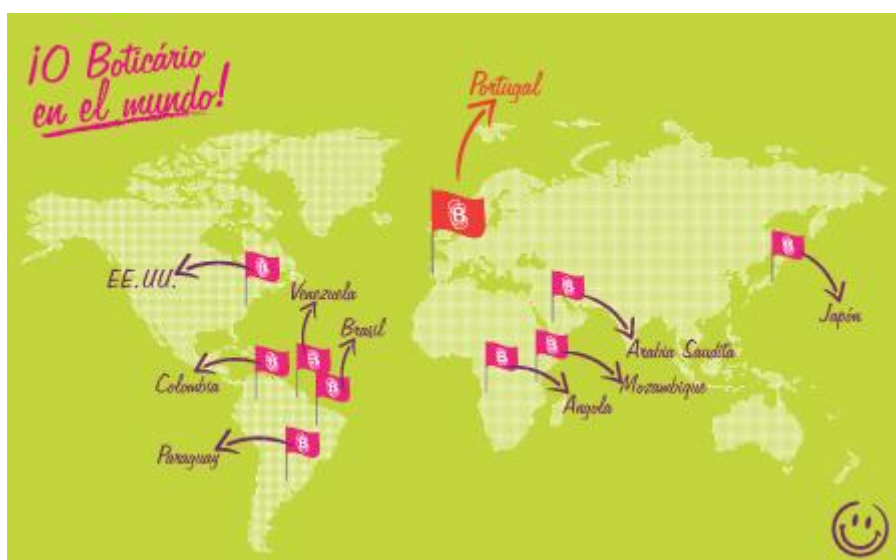 ¡O Boticário
en el mundo!
Portugal
EE.UU.
Venezuela
Brasil
Colombia
Paraguay
Japón
Arabia Saudita
Mozambique
Angola
B
B
B
B
B
B
B
B
B
B